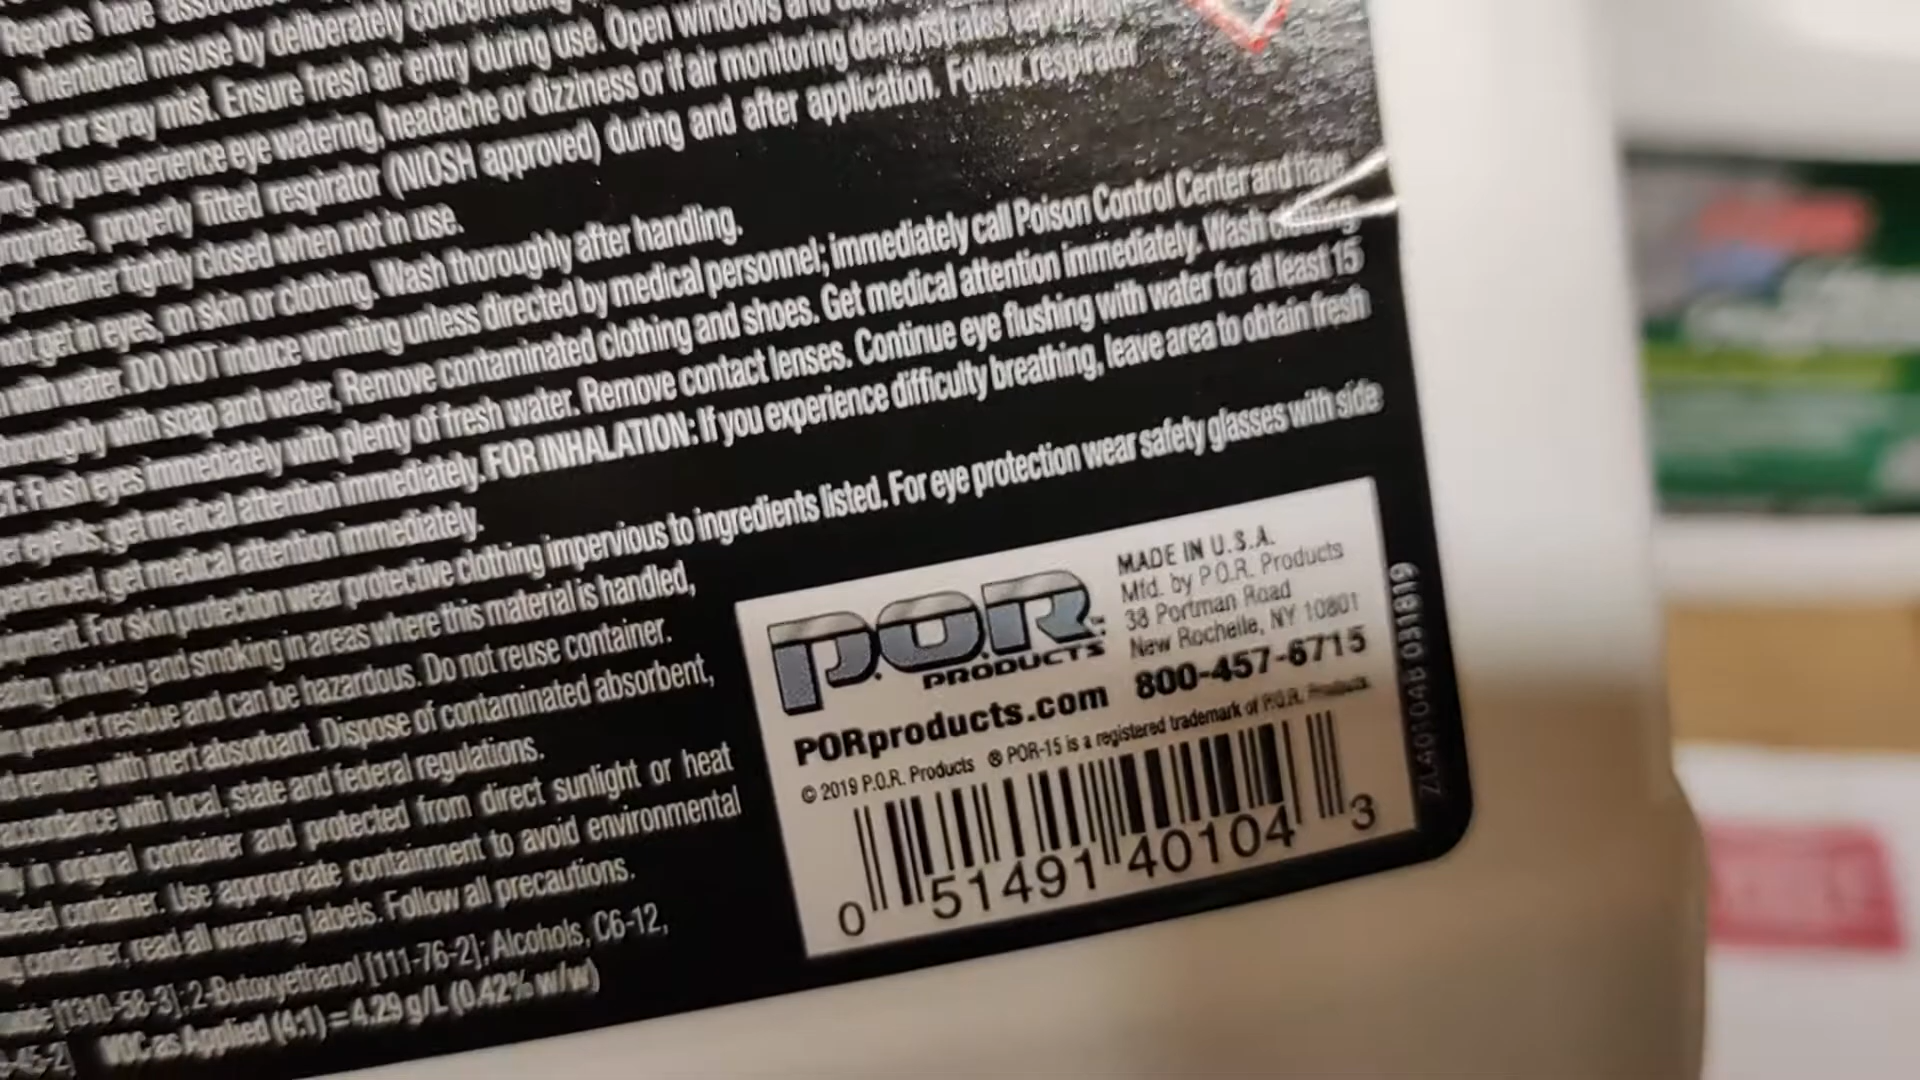 Reports have
Intentional misuse by deliberately concentrating
vapor or spray mist. Ensure fresh air entry during use. Open windows and
If you experience eye watering, headache or dizziness or if air monitoring demonstrates vapor
properly fitted respirator (NIOSH approved) during and after application. Follow respirator
container tightly closed when not in use.
not get in eyes, on skin or clothing. Wash thoroughly after handling.
with water. DO NOT induce vomiting unless directed by medical personnel; immediately call Poison Control Center and have
thoroughly with soap and water, Remove contaminated clothing and shoes. Get medical attention immediately. Wash clothing
Flush eyes immediately with plenty of fresh water. Remove contact lenses. Continue eye flushing with water for at least 15
eyelids; get medical attention immediately. FOR INHALATION: If you experience difficulty breathing, leave area to obtain fresh
get medical attention immediately.
For skin protection wear protective clothing impervious to ingredients listed. For eye protection wear safety glasses with side
eating, drinking and smoking in areas where this material is handled,
product residue and can be hazardous. Do not reuse container.
remove with inert absorbant. Dispose of contaminated absorbent,
accordance with local, state and federal regulations.
in original container and protected from direct sunlight or heat
container. Use appropriate containment to avoid environmental
container, read all warning labels. Follow all precautions.
[1310-58-3]; 2-Butoxyethanol [111-76-2]; Alcohols, C6-12,
VOC as Applied (4:1) = 4.29 g/L (0.42% w/w)
P.O.R.™
PRODUCTS
MADE IN U.S.A.
Mfd. by P.O.R. Products
38 Portman Road
New Rochelle, NY 10801
PORproducts.com 800-457-6715
© 2019 P.O.R. Products ® POR-15 is a registered trademark of P.O.R. Products.
0 51491 40104 3
ZL40104B 031819